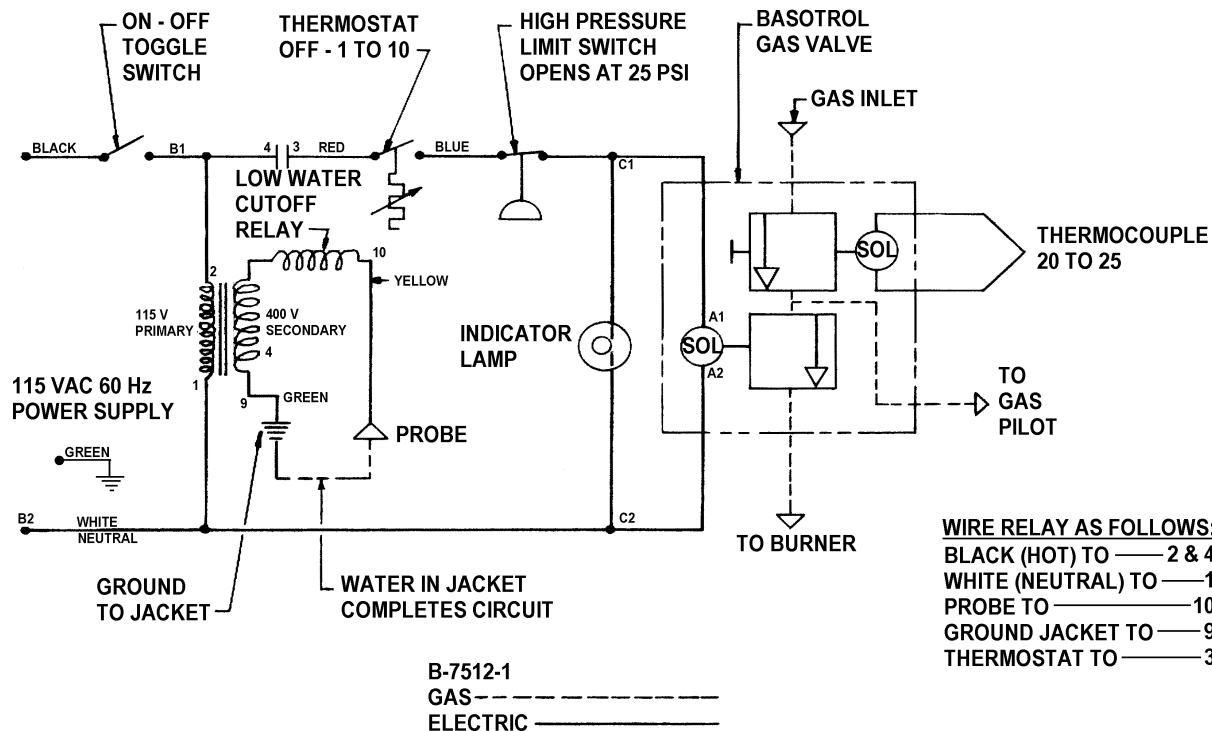 ON - OFF
TOGGLE
SWITCH
THERMOSTAT
OFF - 1 TO 10
HIGH PRESSURE
LIMIT SWITCH
OPENS AT 25 PSI
BASOTROL
GAS VALVE
GAS INLET
BLACK
B1
4
3
RED
BLUE
C1
LOW WATER
CUTOFF
RELAY
10
YELLOW
2
115 V
PRIMARY
400 V
SECONDARY
4
1
9
GREEN
INDICATOR
LAMP
A1
SOL
A2
SOL
THERMOCOUPLE
20 TO 25
TO
GAS
PILOT
115 VAC 60 Hz
POWER SUPPLY
GREEN
PROBE
B2
WHITE
NEUTRAL
C2
TO BURNER
GROUND
TO JACKET
WATER IN JACKET
COMPLETES CIRCUIT
WIRE RELAY AS FOLLOWS:
BLACK (HOT) TO 2 & 4
WHITE (NEUTRAL) TO 1
PROBE TO 10
GROUND JACKET TO 9
THERMOSTAT TO 3
B-7512-1
GAS
ELECTRIC